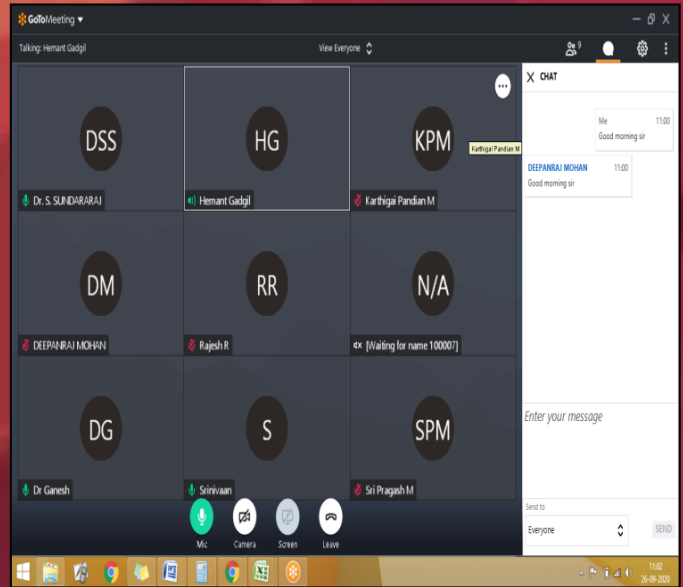 GoToMeeting
Talking: Hemant Gadgil
View Everyone
9
DSS
Dr. S. SUNDARARAJ
HG
Hemant Gadgil
KPM
Karthigai Pandian M
Karthigai Pandian M
DM
DEEPANRAJ MOHAN
RR
Rajesh R
N/A
[Waiting for name 100007]
DG
Dr Ganesh
S
Srinivaan
SPM
Sri Pragash M
Mic
Camera
Screen
Leave
X CHAT
Me 11:00
Good morning sir
DEEPANRAJ MOHAN 11:00
Good morning sir
Enter your message
Send to
Everyone
SEND
11:02
26-09-2020